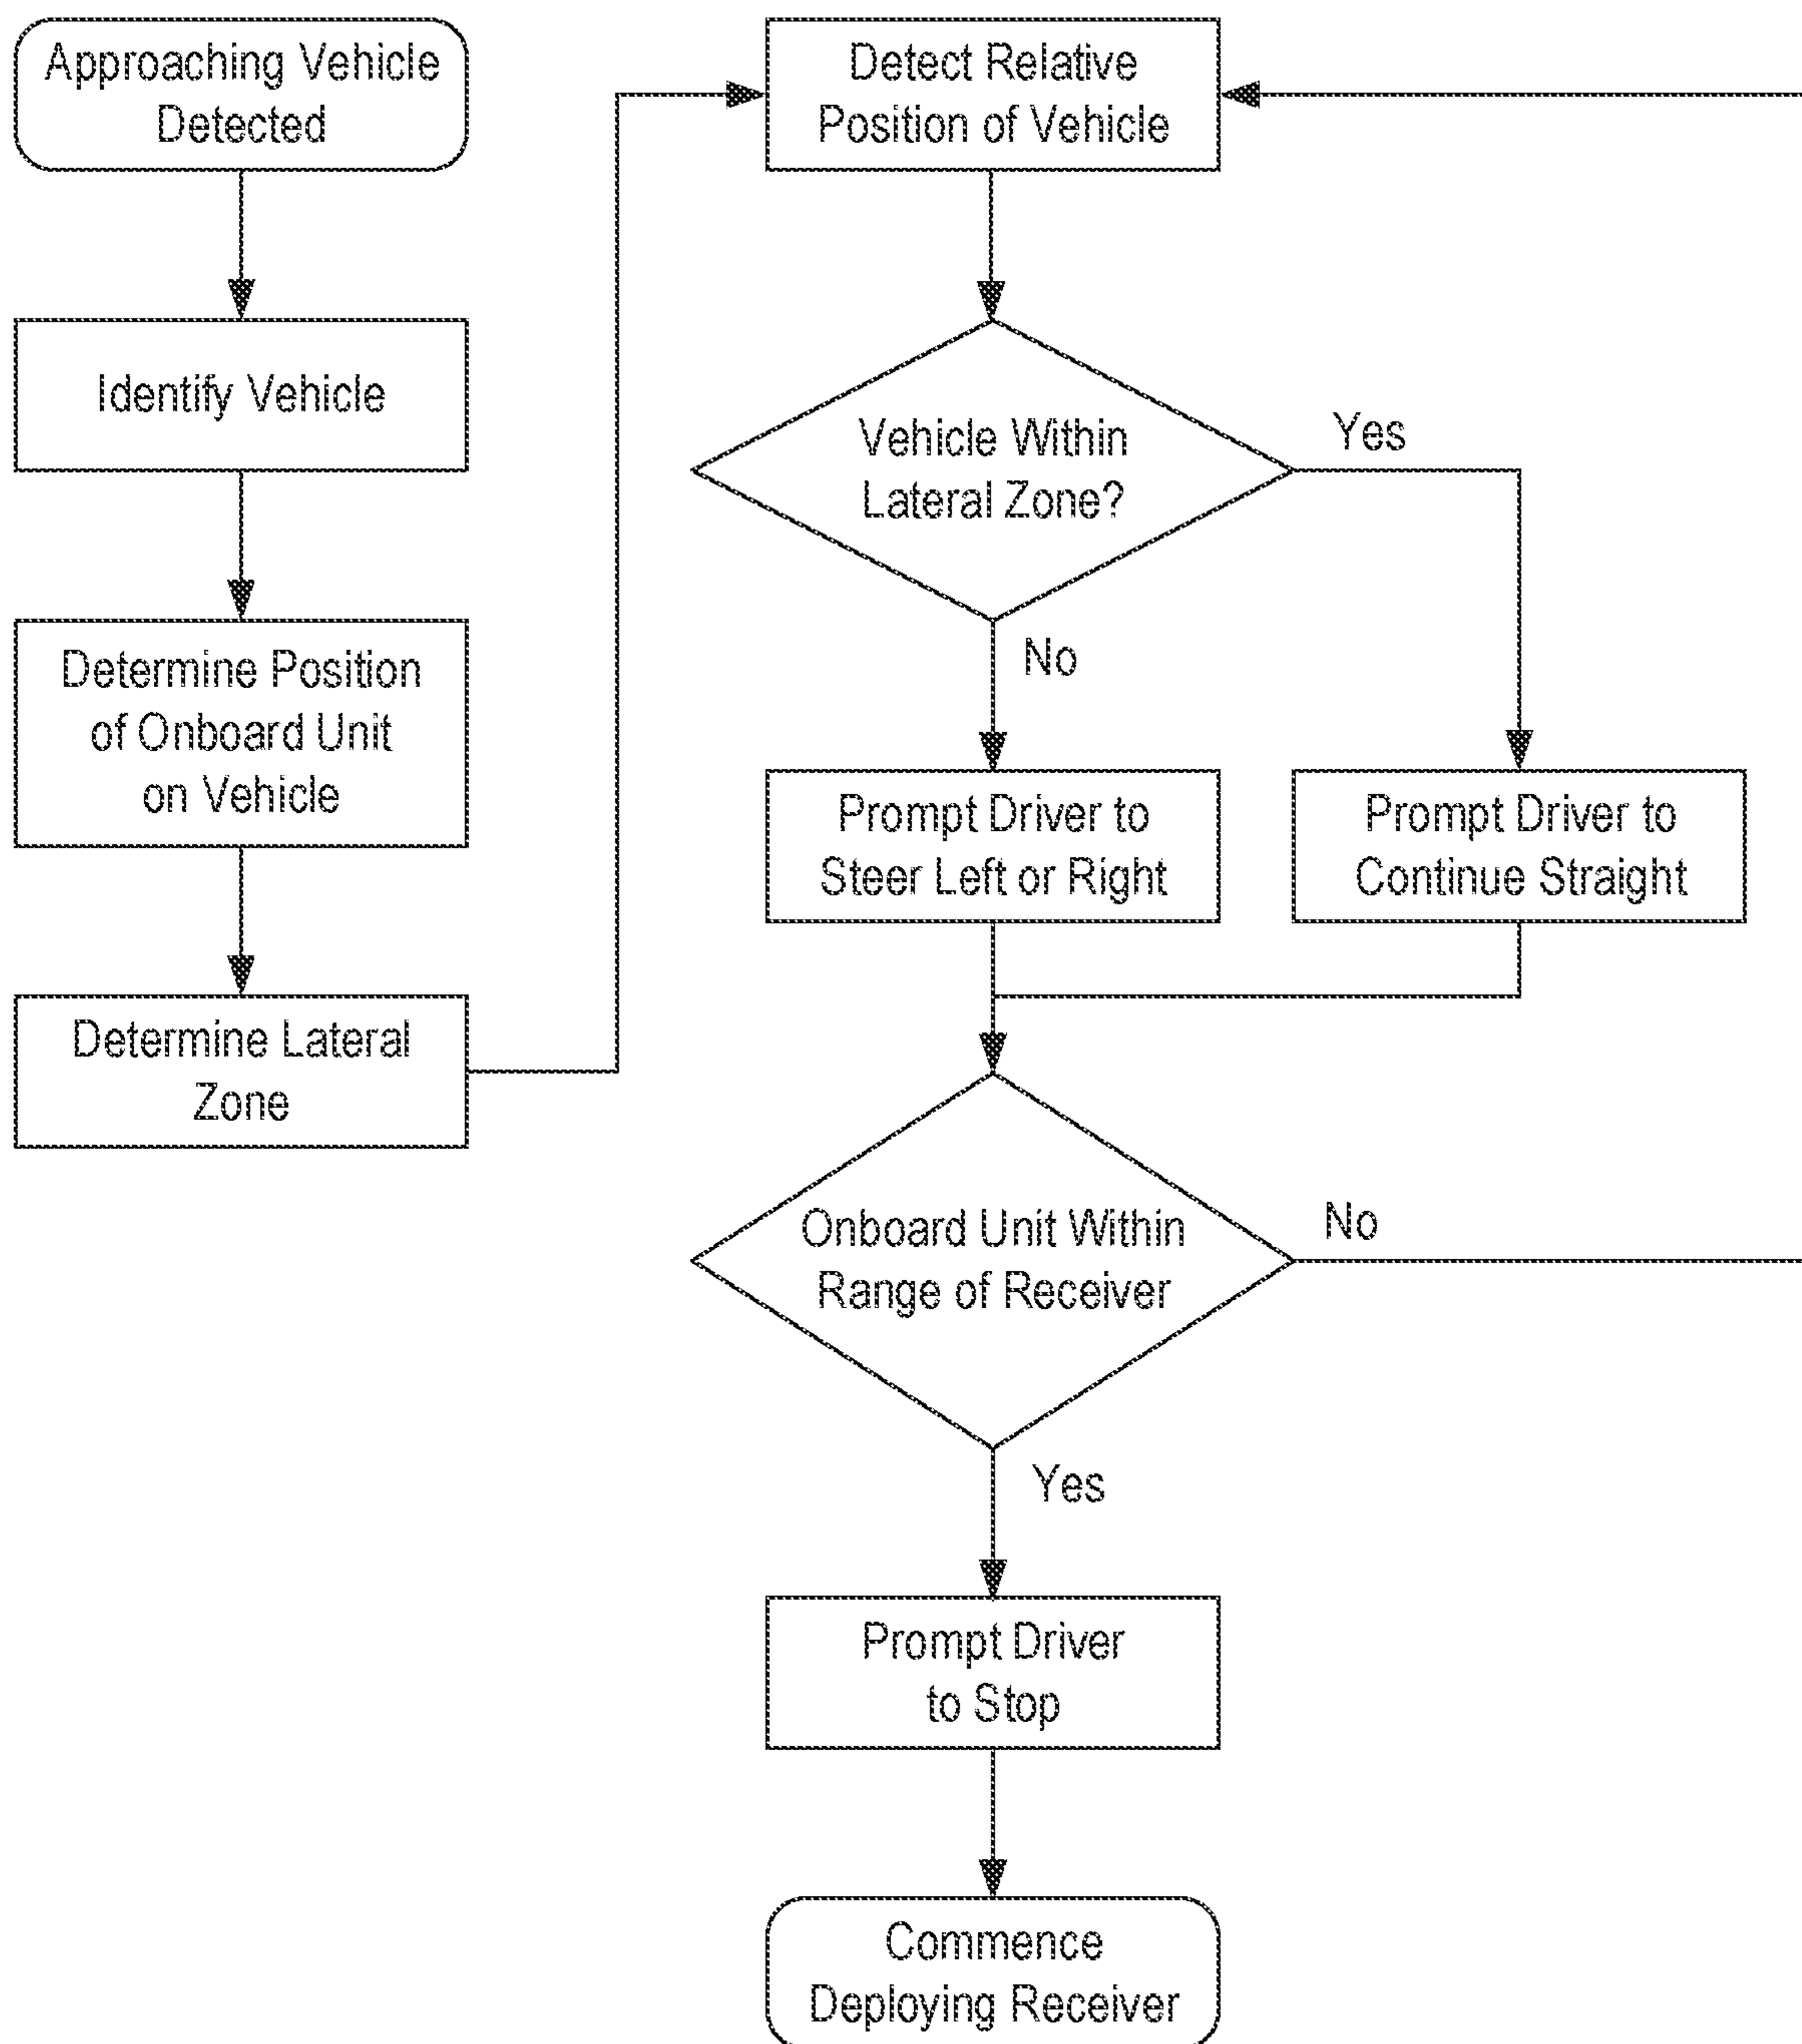 Approaching Vehicle
Detected
Identify Vehicle
Determine Position
of Onboard Unit
on Vehicle
Determine Lateral
Zone
Detect Relative
Position of Vehicle
Vehicle Within
Lateral Zone?
Yes
No
Prompt Driver to
Steer Left or Right
Prompt Driver to
Continue Straight
Onboard Unit Within
Range of Receiver
No
Yes
Prompt Driver
to Stop
Commence
Deploying Receiver